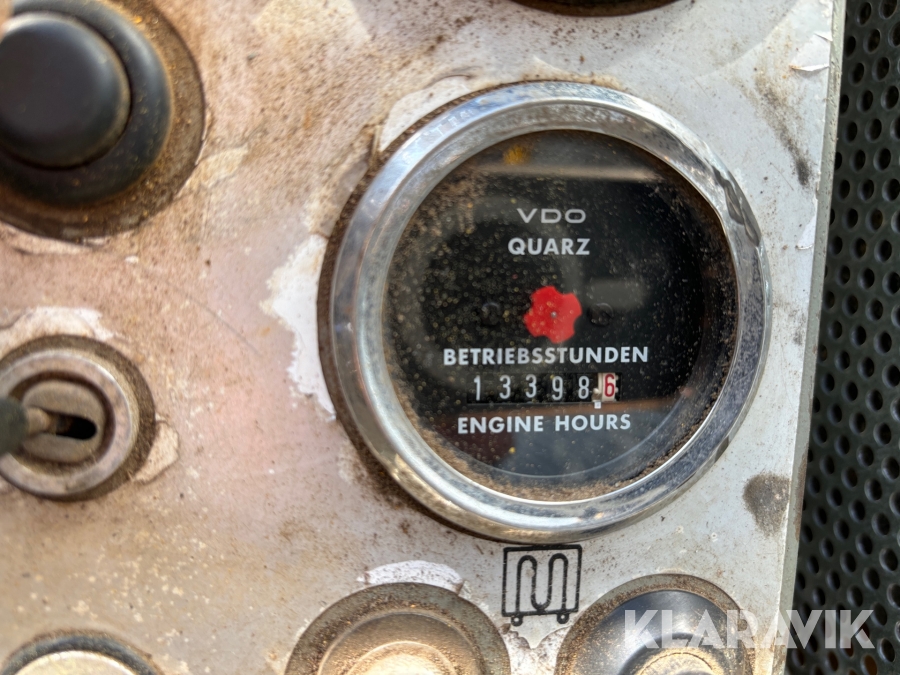 VDO
QUARZ
BETRIEBSSTUNDEN
133986
ENGINE HOURS
KLARAVIK